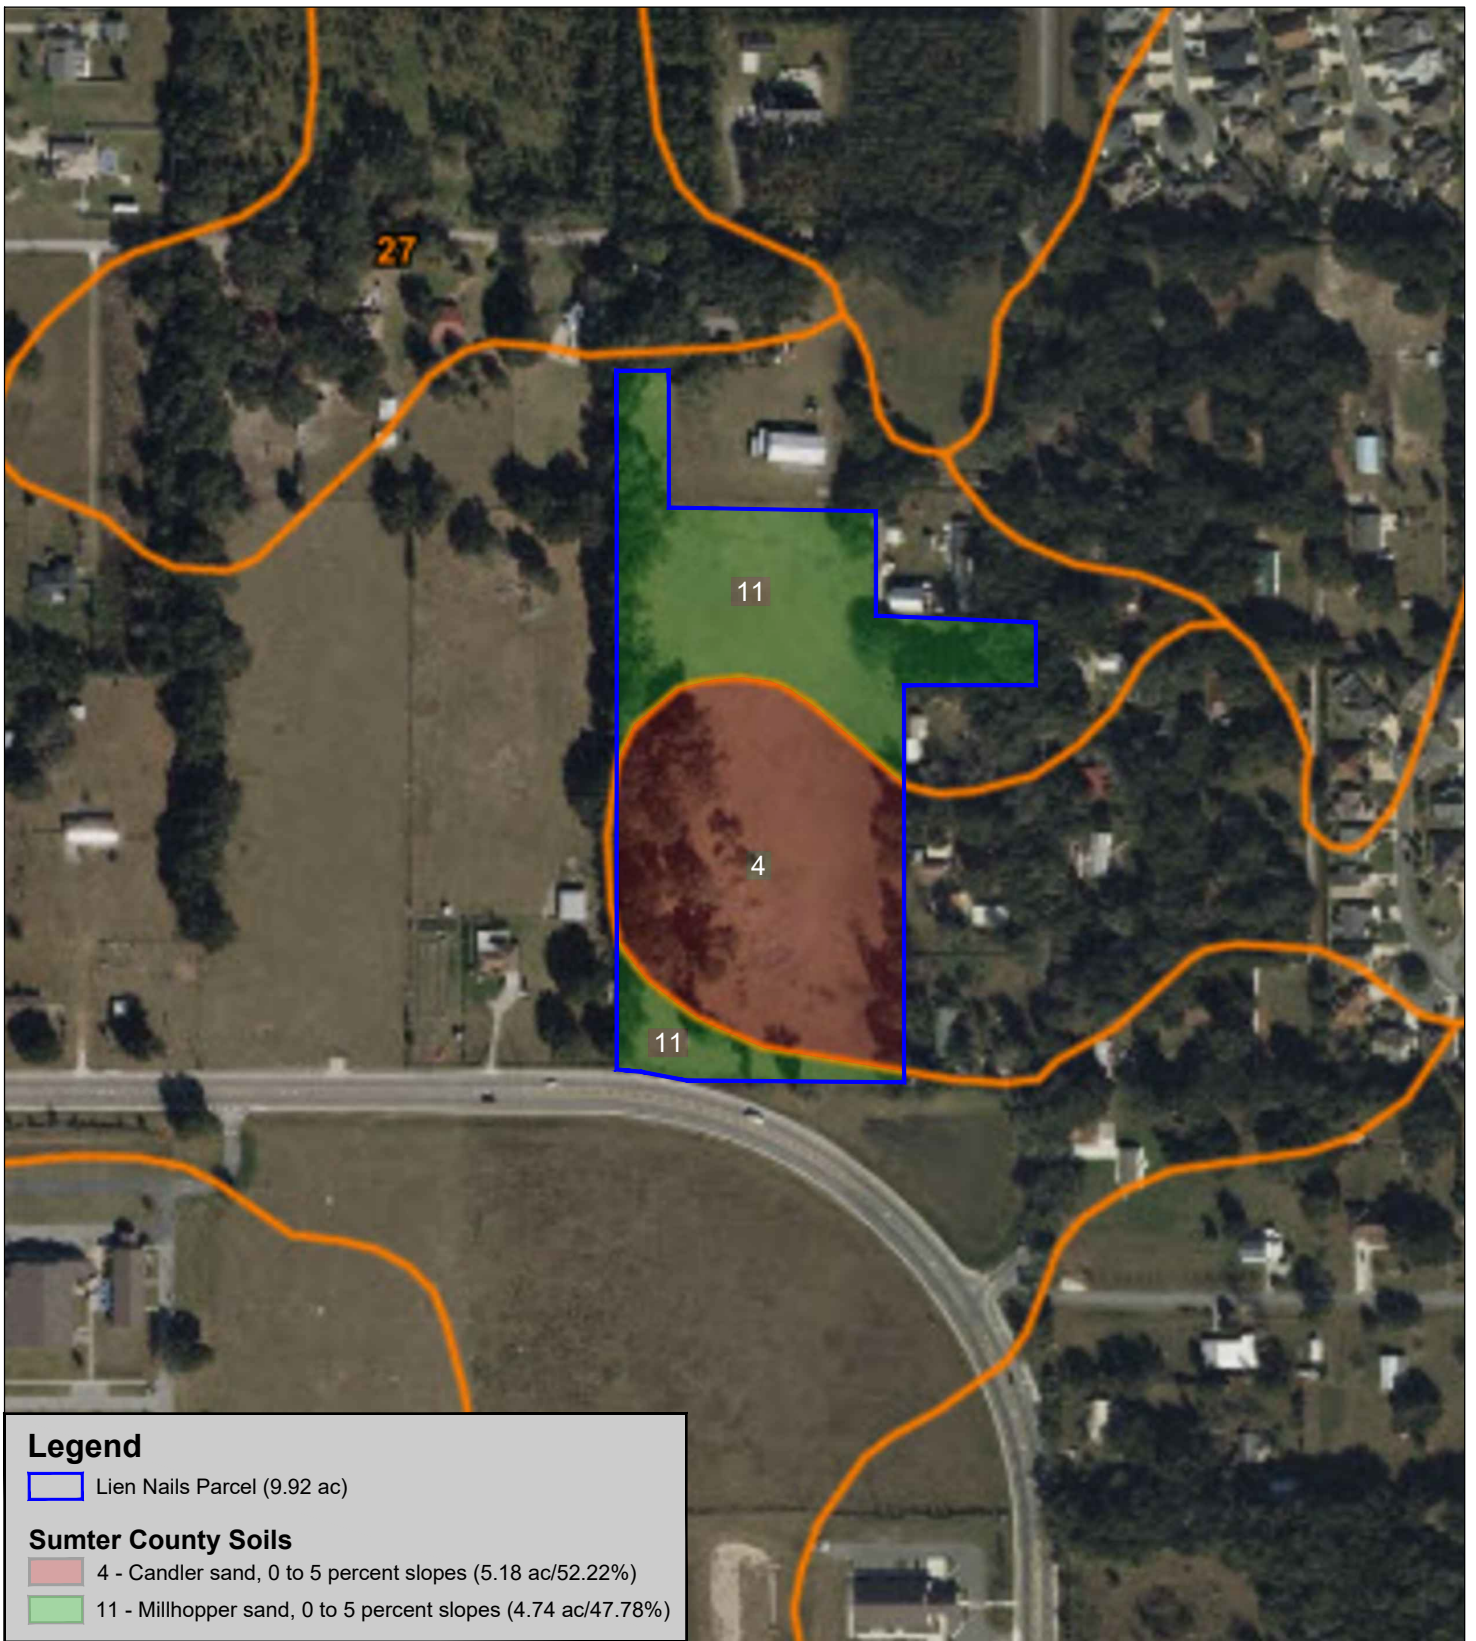 27
11
4
11
Legend
Lien Nails Parcel (9.92 ac)
Sumter County Soils
4 - Candler sand, 0 to 5 percent slopes (5.18 ac/52.22%)
11 - Millhopper sand, 0 to 5 percent slopes (4.74 ac/47.78%)